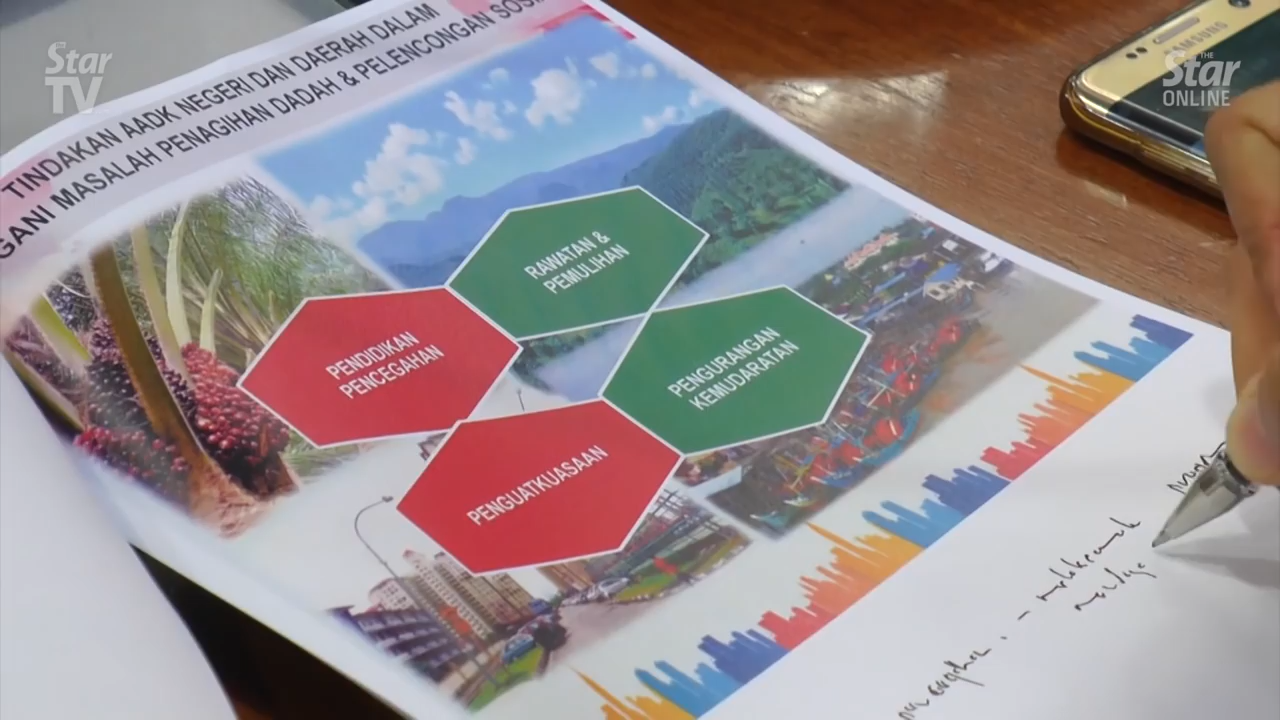 Star
TV
THE
Star
ONLINE
SAMSUNG
TINDAKAN AADK NEGERI DAN DAERAH DALAM
GANI MASALAH PENAGIHAN DADAH & PELENCONGAN
RAWATAN &
PEMULIHAN
PENDIDIKAN
PENCEGAHAN
PENGURANGAN
KEMUDARATAN
PENGUATKUASAAN